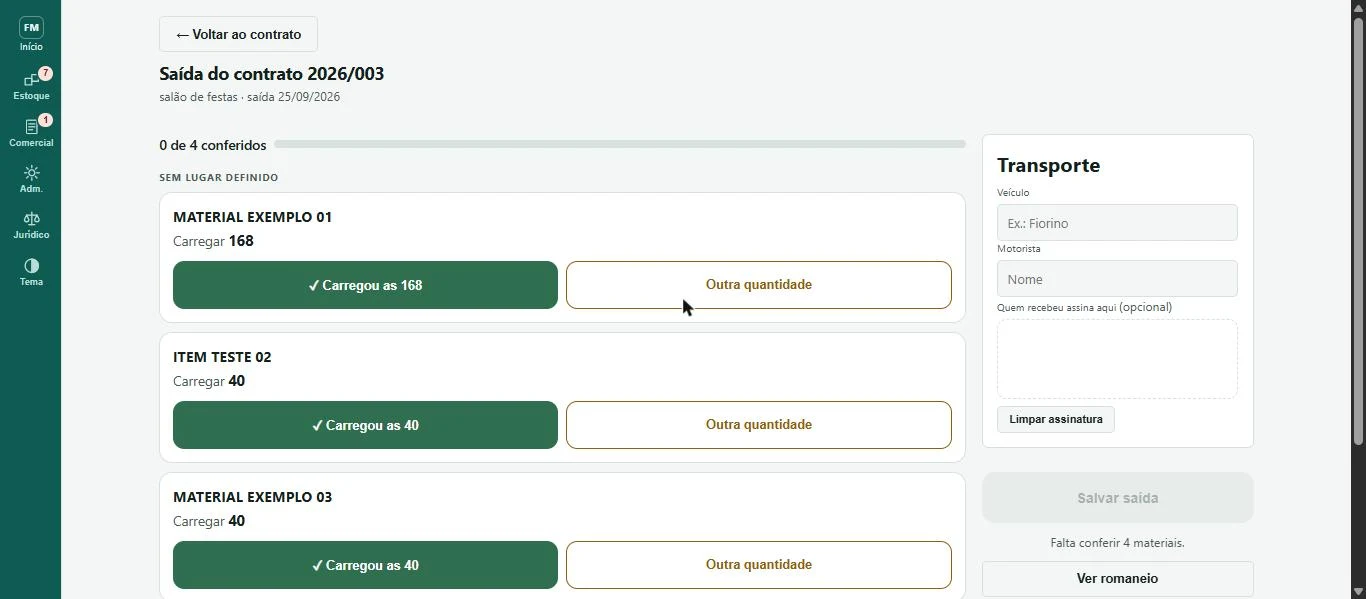 FM
Início
7
Estoque
1
Comercial
Adm.
Jurídico
Tema
← Voltar ao contrato
Saída do contrato 2026/003
salão de festas · saída 25/09/2026
0 de 4 conferidos
SEM LUGAR DEFINIDO
MATERIAL EXEMPLO 01
Carregar 168
✓ Carregou as 168
Outra quantidade
ITEM TESTE 02
Carregar 40
✓ Carregou as 40
Outra quantidade
MATERIAL EXEMPLO 03
Carregar 40
✓ Carregou as 40
Outra quantidade
Transporte
Veículo
Ex.: Fiorino
Motorista
Nome
Quem recebeu assina aqui (opcional)
Limpar assinatura
Salvar saída
Falta conferir 4 materiais.
Ver romaneio